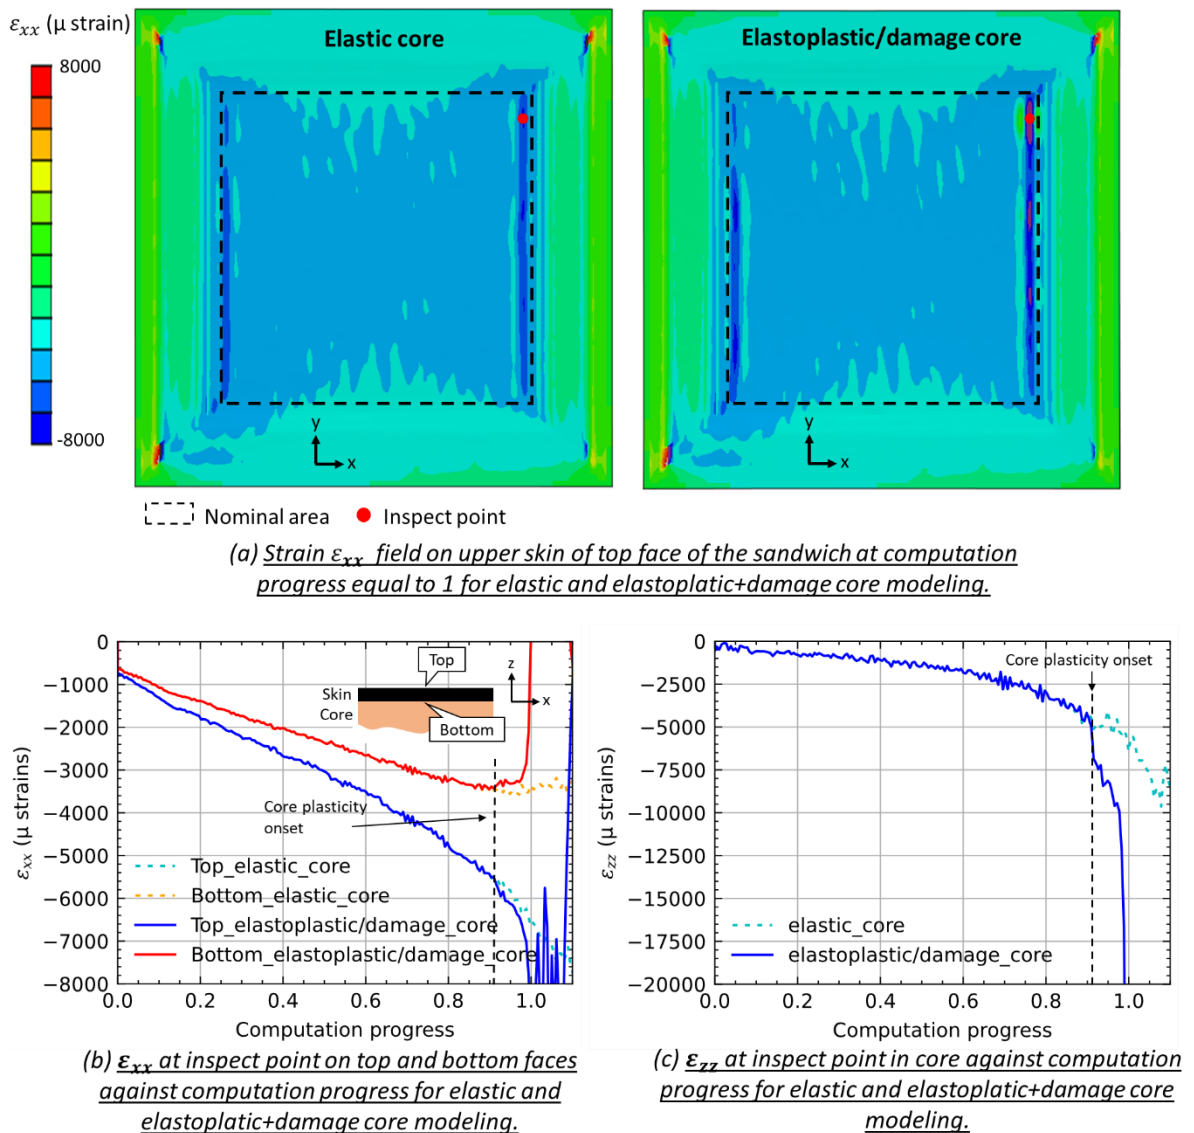 ε_xx (μ strain)
8000
-8000
Elastic core
Elastoplastic/damage core
y
x
y
x
Nominal area
Inspect point
(a) Strain ε_xx field on upper skin of top face of the sandwich at computation
progress equal to 1 for elastic and elastoplatic+damage core modeling.
0
−1000
−2000
−3000
−4000
−5000
−6000
−7000
−8000
ε_xx (μ strains)
Top
Skin
Core
Bottom
z
x
Core plasticity
onset
Top_elastic_core
Bottom_elastic_core
Top_elastoplastic/damage_core
Bottom_elastoplastic/damage_core
0.0 0.2 0.4 0.6 0.8 1.0
Computation progress
(b) ε_xx at inspect point on top and bottom faces
against computation progress for elastic and
elastoplatic+damage core modeling.
0
−2500
−5000
−7500
−10000
−12500
−15000
−17500
−20000
ε_zz (μ strains)
Core plasticity onset
elastic_core
elastoplastic/damage_core
0.0 0.2 0.4 0.6 0.8 1.0
Computation progress
(c) ε_zz at inspect point in core against computation
progress for elastic and elastoplatic+damage core
modeling.